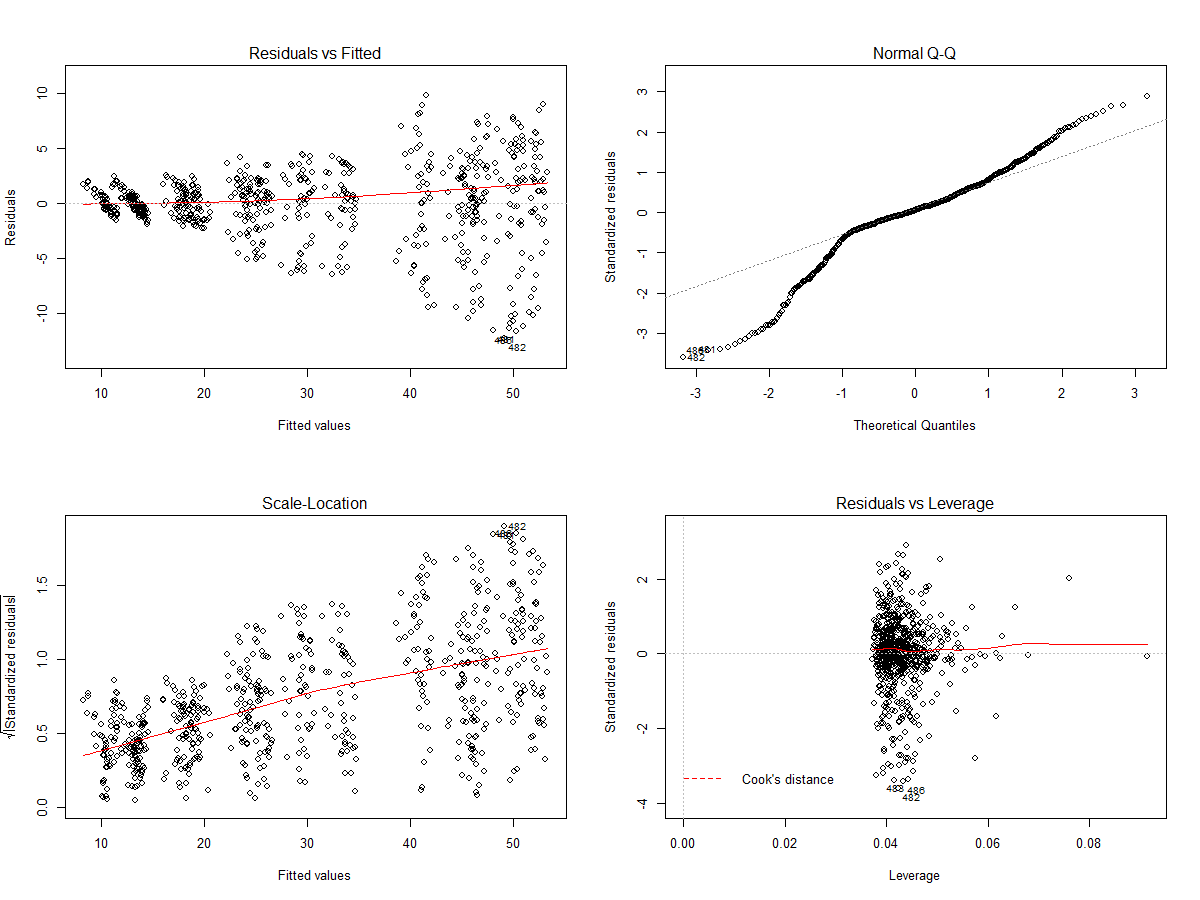 Residuals vs Fitted
Residuals
10
5
0
-5
-10
482
10 20 30 40 50
Fitted values
Normal Q-Q
Standardized residuals
3
2
1
0
-1
-2
-3
482
-3 -2 -1 0 1 2 3
Theoretical Quantiles
Scale-Location
√|Standardized residuals|
1.5
1.0
0.5
0.0
482
10 20 30 40 50
Fitted values
Residuals vs Leverage
Standardized residuals
2
0
-2
-4
Cook's distance
486
482
0.00 0.02 0.04 0.06 0.08
Leverage